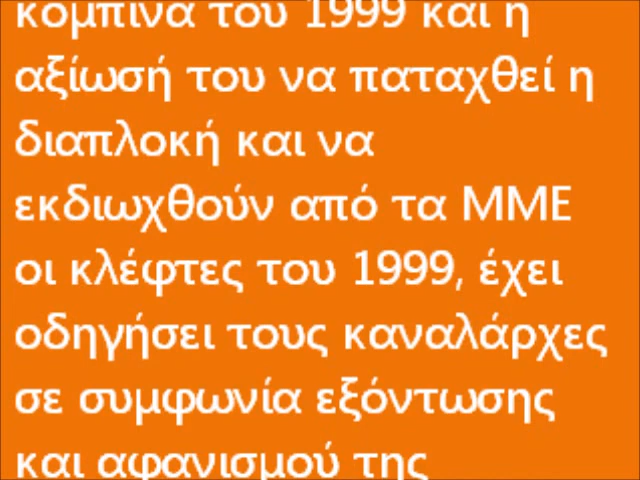 κομπίνα του 1999 και η
αξίωσή του να παταχθεί η
διαπλοκή και να
εκδιωχθούν από τα ΜΜΕ
οι κλέφτες του 1999, έχει
οδηγήσει τους καναλάρχες
σε συμφωνία εξόντωσης
και αφανισμού της